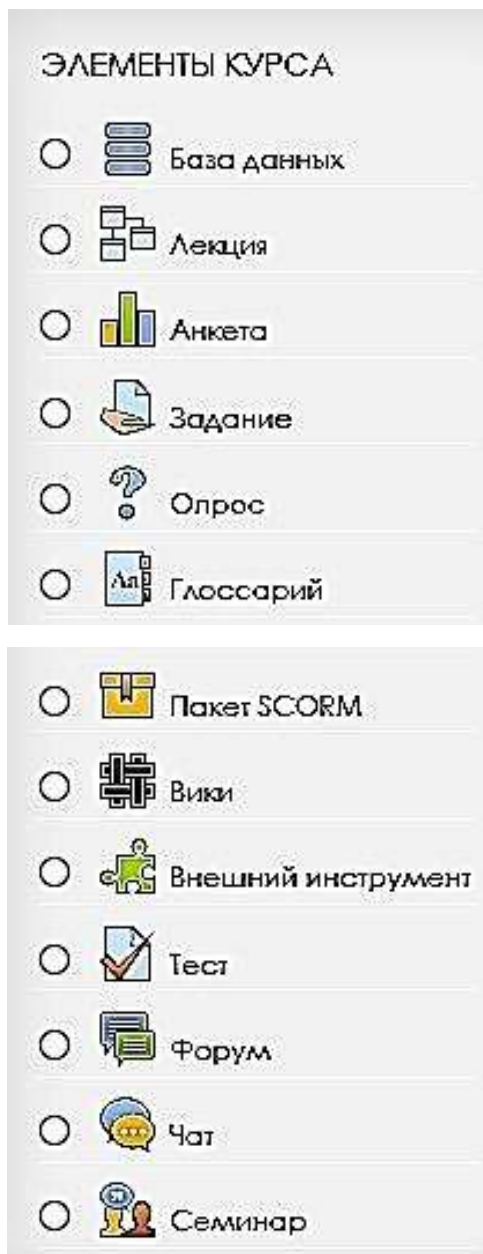 ЭЛЕМЕНТЫ КУРСА
База данных
Лекция
Анкета
Задание
Опрос
Глоссарий
Пакет SCORM
Вики
Внешний инструмент
Тест
Форум
Чат
Семинар